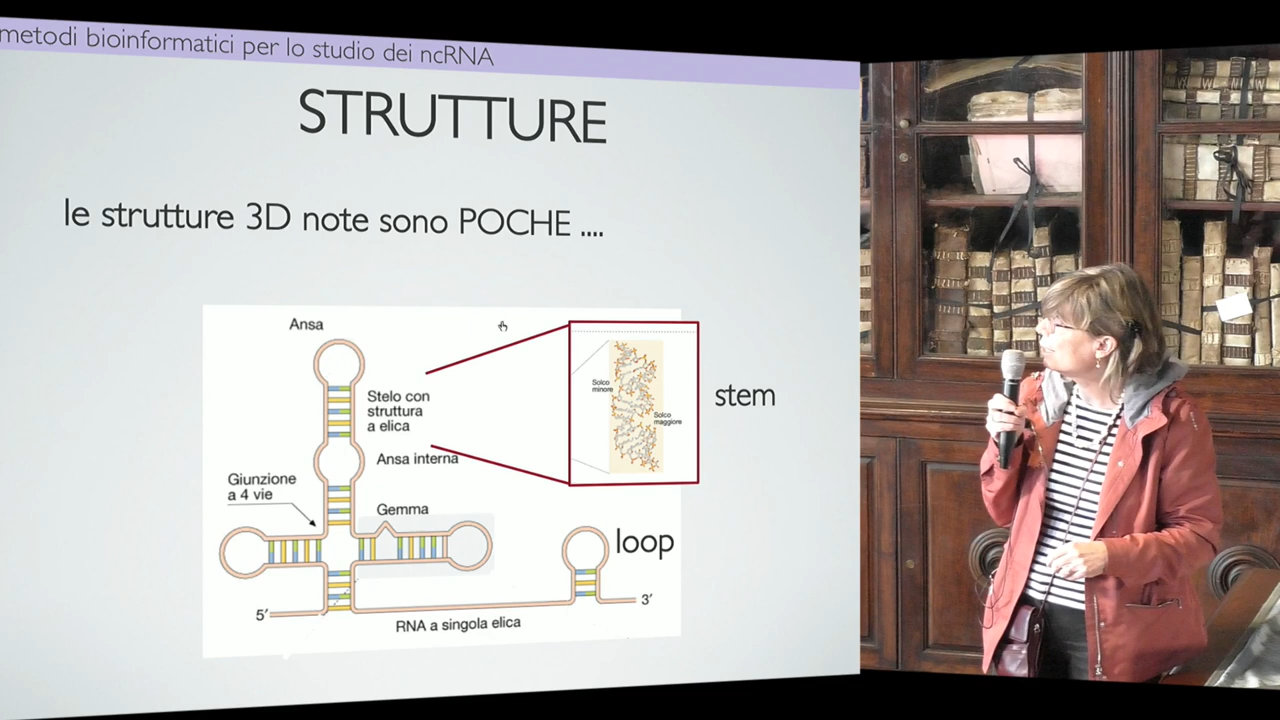 metodi bioinformatici per lo studio dei ncRNA
STRUTTURE
le strutture 3D note sono POCHE ....
Ansa
Stelo con
struttura
a elica
Ansa interna
Giunzione
a 4 vie
Gemma
Solco
minore
Solco
maggiore
stem
loop
5′
3′
RNA a singola elica